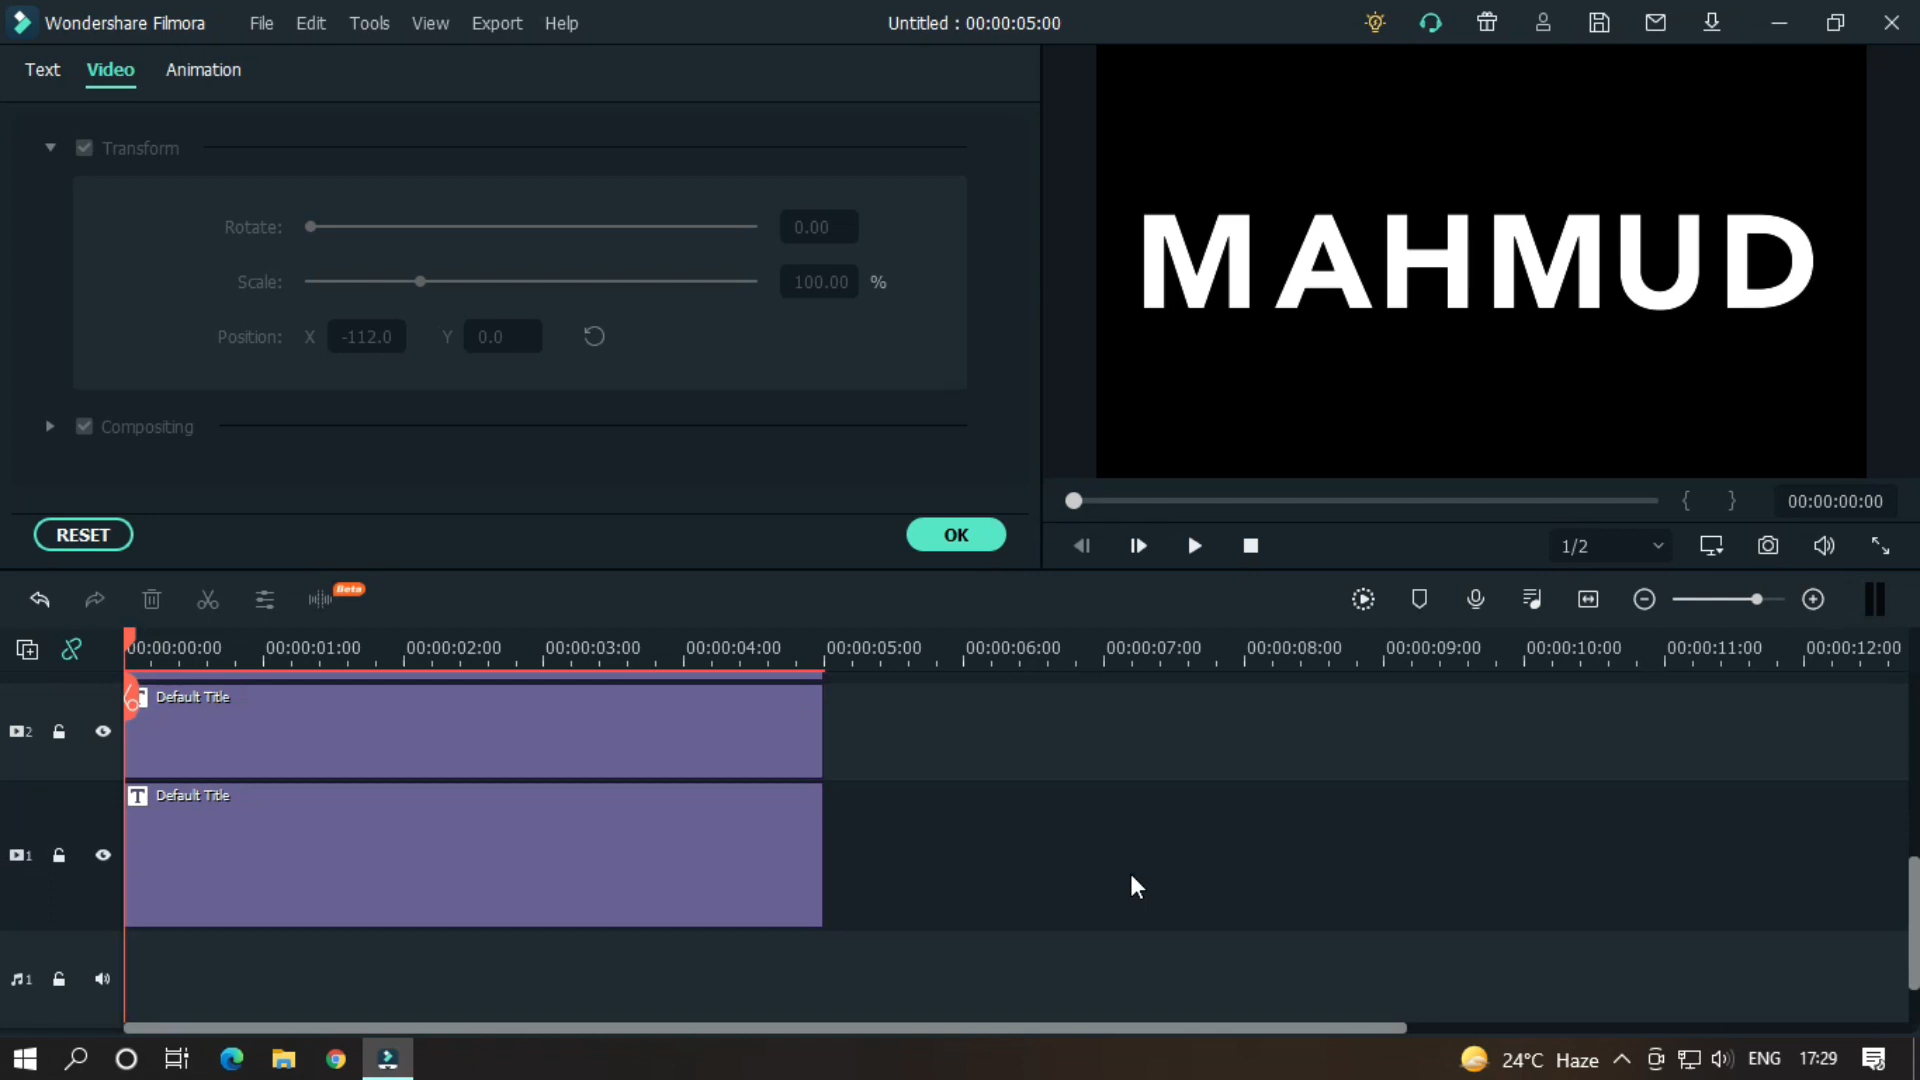 Wondershare Filmora File Edit Tools View Export Help Untitled : 00:00:05:00
Text Video Animation
Transform
Rotate: 0.00
Scale: 100.00 %
Position: X -112.0 Y 0.0
Compositing
RESET OK
MAHMUD
{ } 00:00:00:00
1/2
Beta
00:00:00:00 00:00:01:00 00:00:02:00 00:00:03:00 00:00:04:00 00:00:05:00 00:00:06:00 00:00:07:00 00:00:08:00 00:00:09:00 00:00:10:00 00:00:11:00 00:00:12:00
Default Title
2
T Default Title
1
1
24°C Haze ENG 17:29